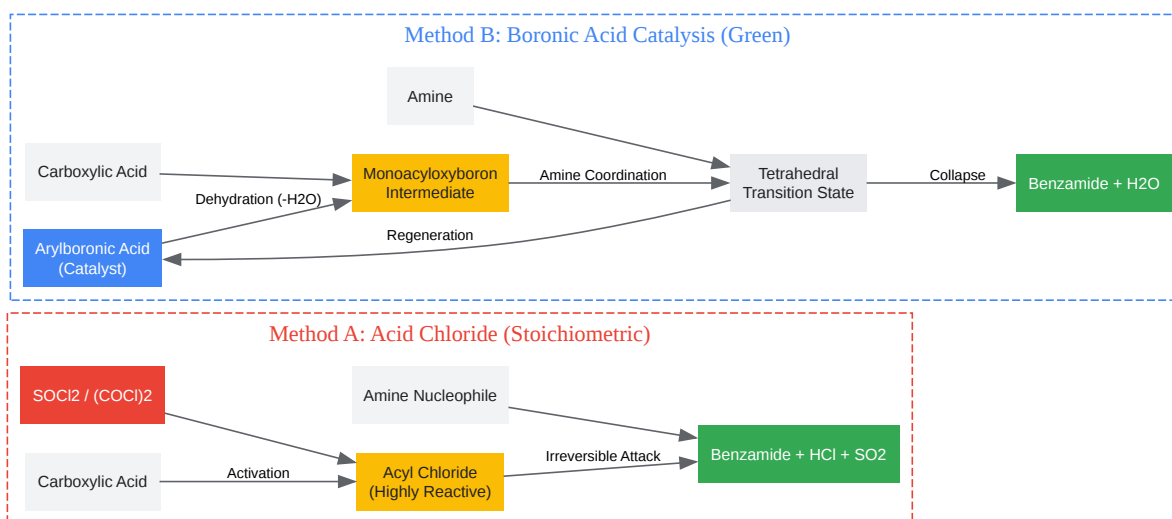 Method B: Boronic Acid Catalysis (Green)
Amine
Carboxylic Acid
Monoacyloxyboron
Intermediate
Amine Coordination
Tetrahedral
Transition State
Collapse
Benzamide + H2O
Dehydration (-H2O)
Arylboronic Acid
(Catalyst)
Regeneration
Method A: Acid Chloride (Stoichiometric)
SOCl2 / (COCl)2
Amine Nucleophile
Carboxylic Acid
Activation
Acyl Chloride
(Highly Reactive)
Irreversible Attack
Benzamide + HCl + SO2